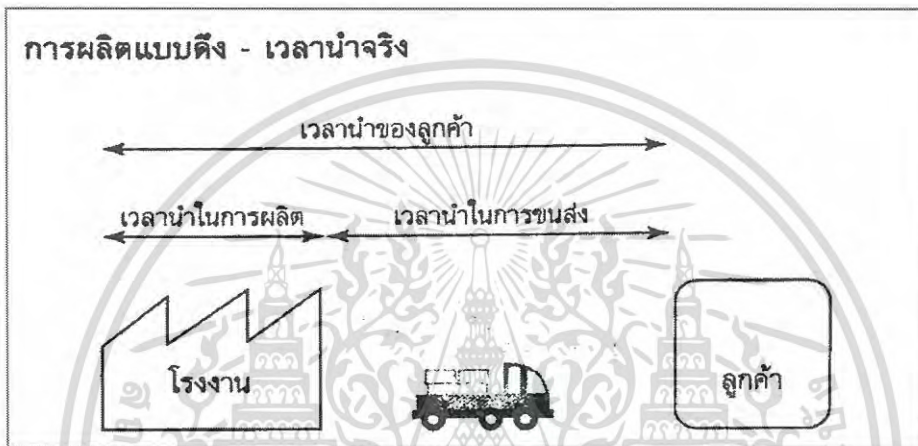 การผลิตแบบดึง - เวลานำจริง
เวลานำของลูกค้า
เวลานำในการผลิต เวลานำในการขนส่ง
โรงงาน
ลูกค้า